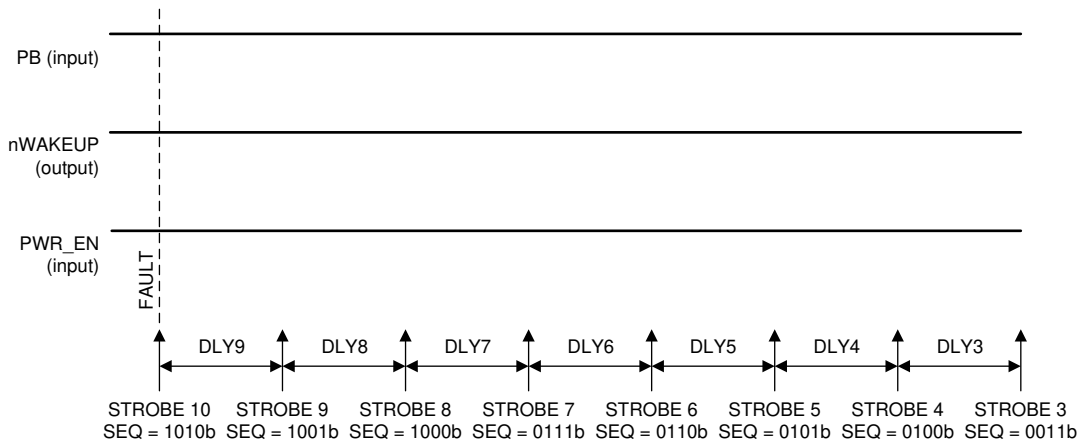 PB (input)
nWAKEUP
(output)
PWR_EN
(input)
FAULT
DLY9 DLY8 DLY7 DLY6 DLY5 DLY4 DLY3
STROBE 10 STROBE 9 STROBE 8 STROBE 7 STROBE 6 STROBE 5 STROBE 4 STROBE 3
SEQ = 1010b SEQ = 1001b SEQ = 1000b SEQ = 0111b SEQ = 0110b SEQ = 0101b SEQ = 0100b SEQ = 0011b